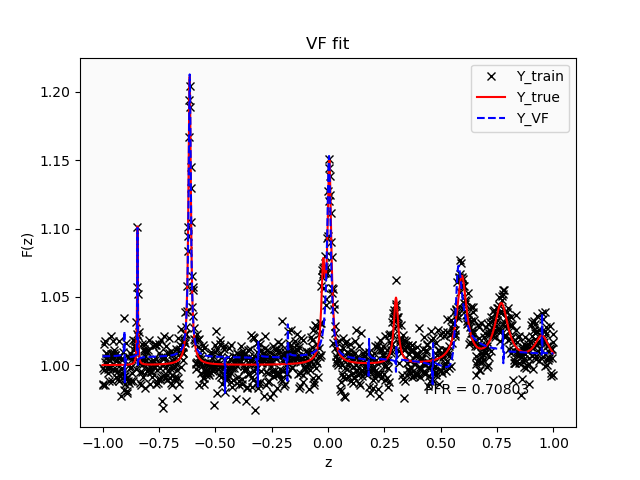 VF fit
Y_train
Y_true
Y_VF
F(z)
1.20
1.15
1.10
1.05
1.00
FFR = 0.70803
−1.00 −0.75 −0.50 −0.25 0.00 0.25 0.50 0.75 1.00
z